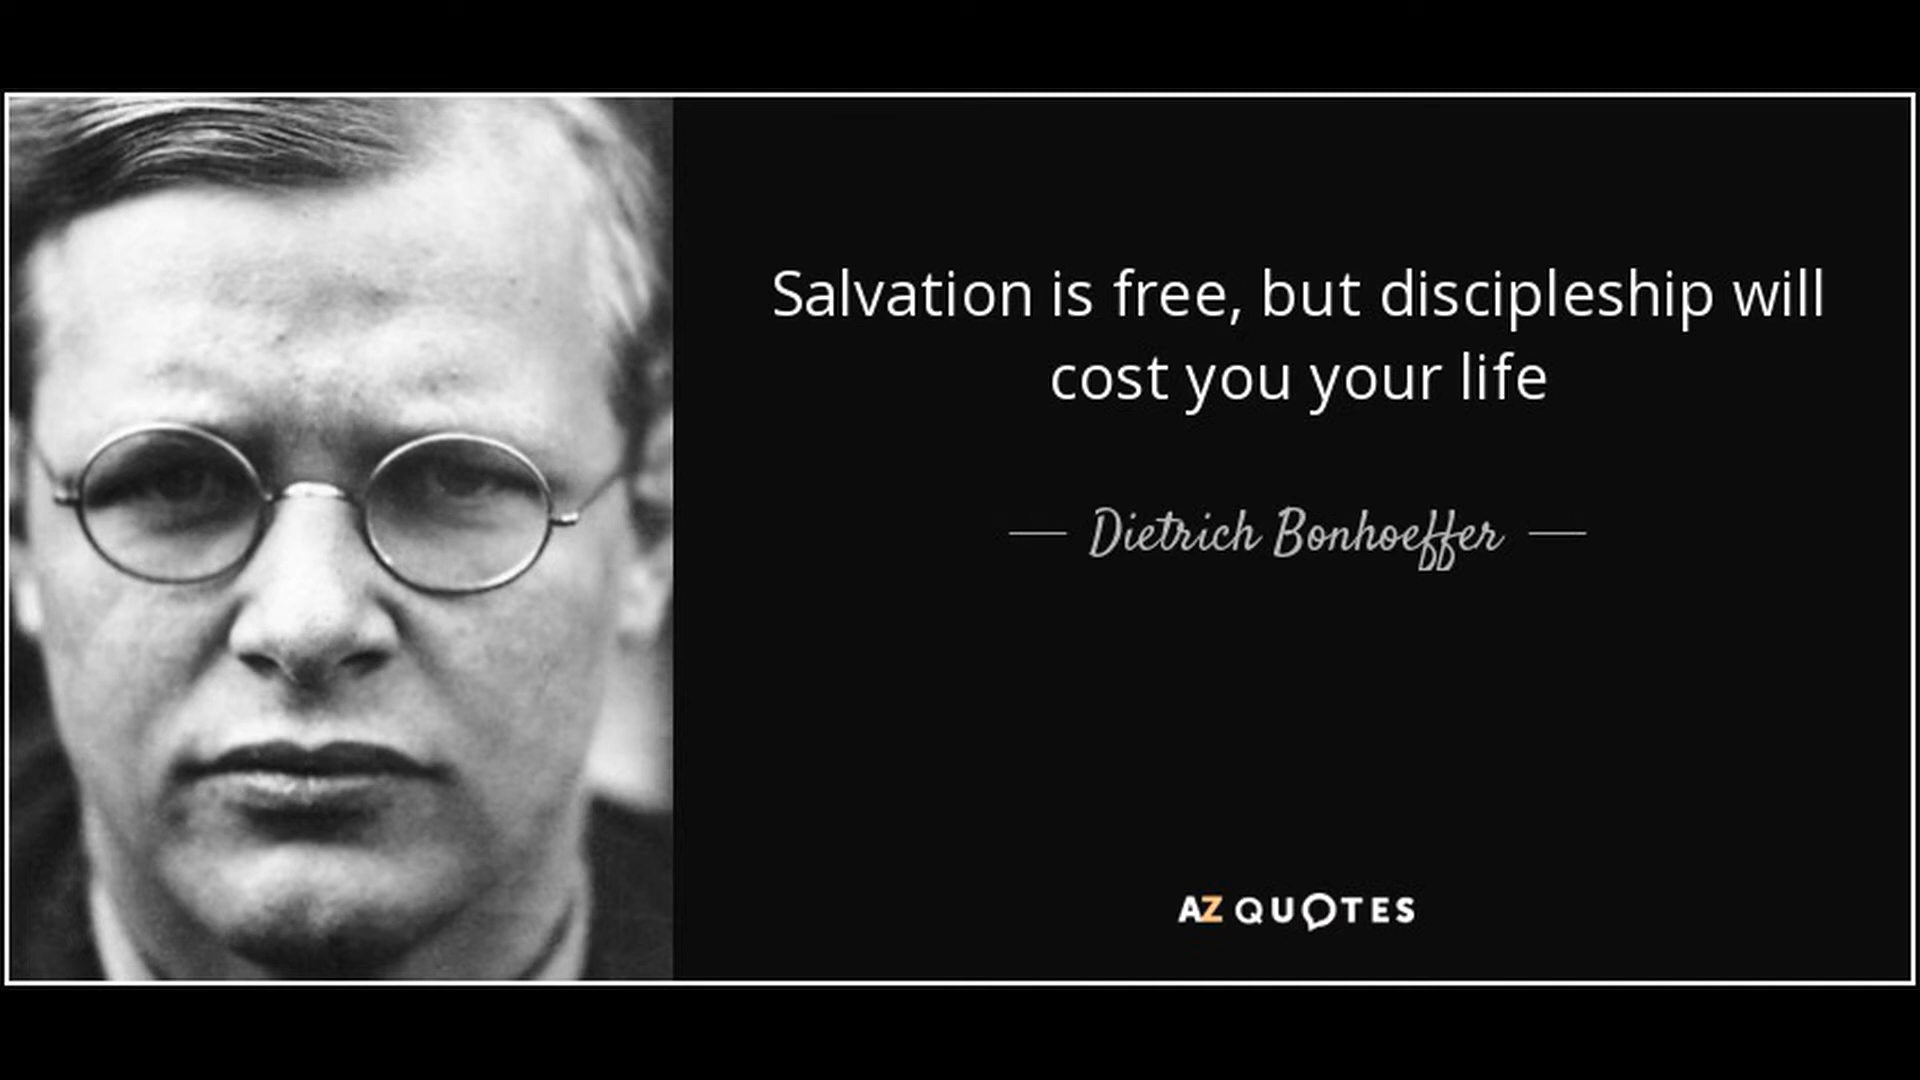 Salvation is free, but discipleship will
cost you your life
— Dietrich Bonhoeffer —
AZ QUOTES